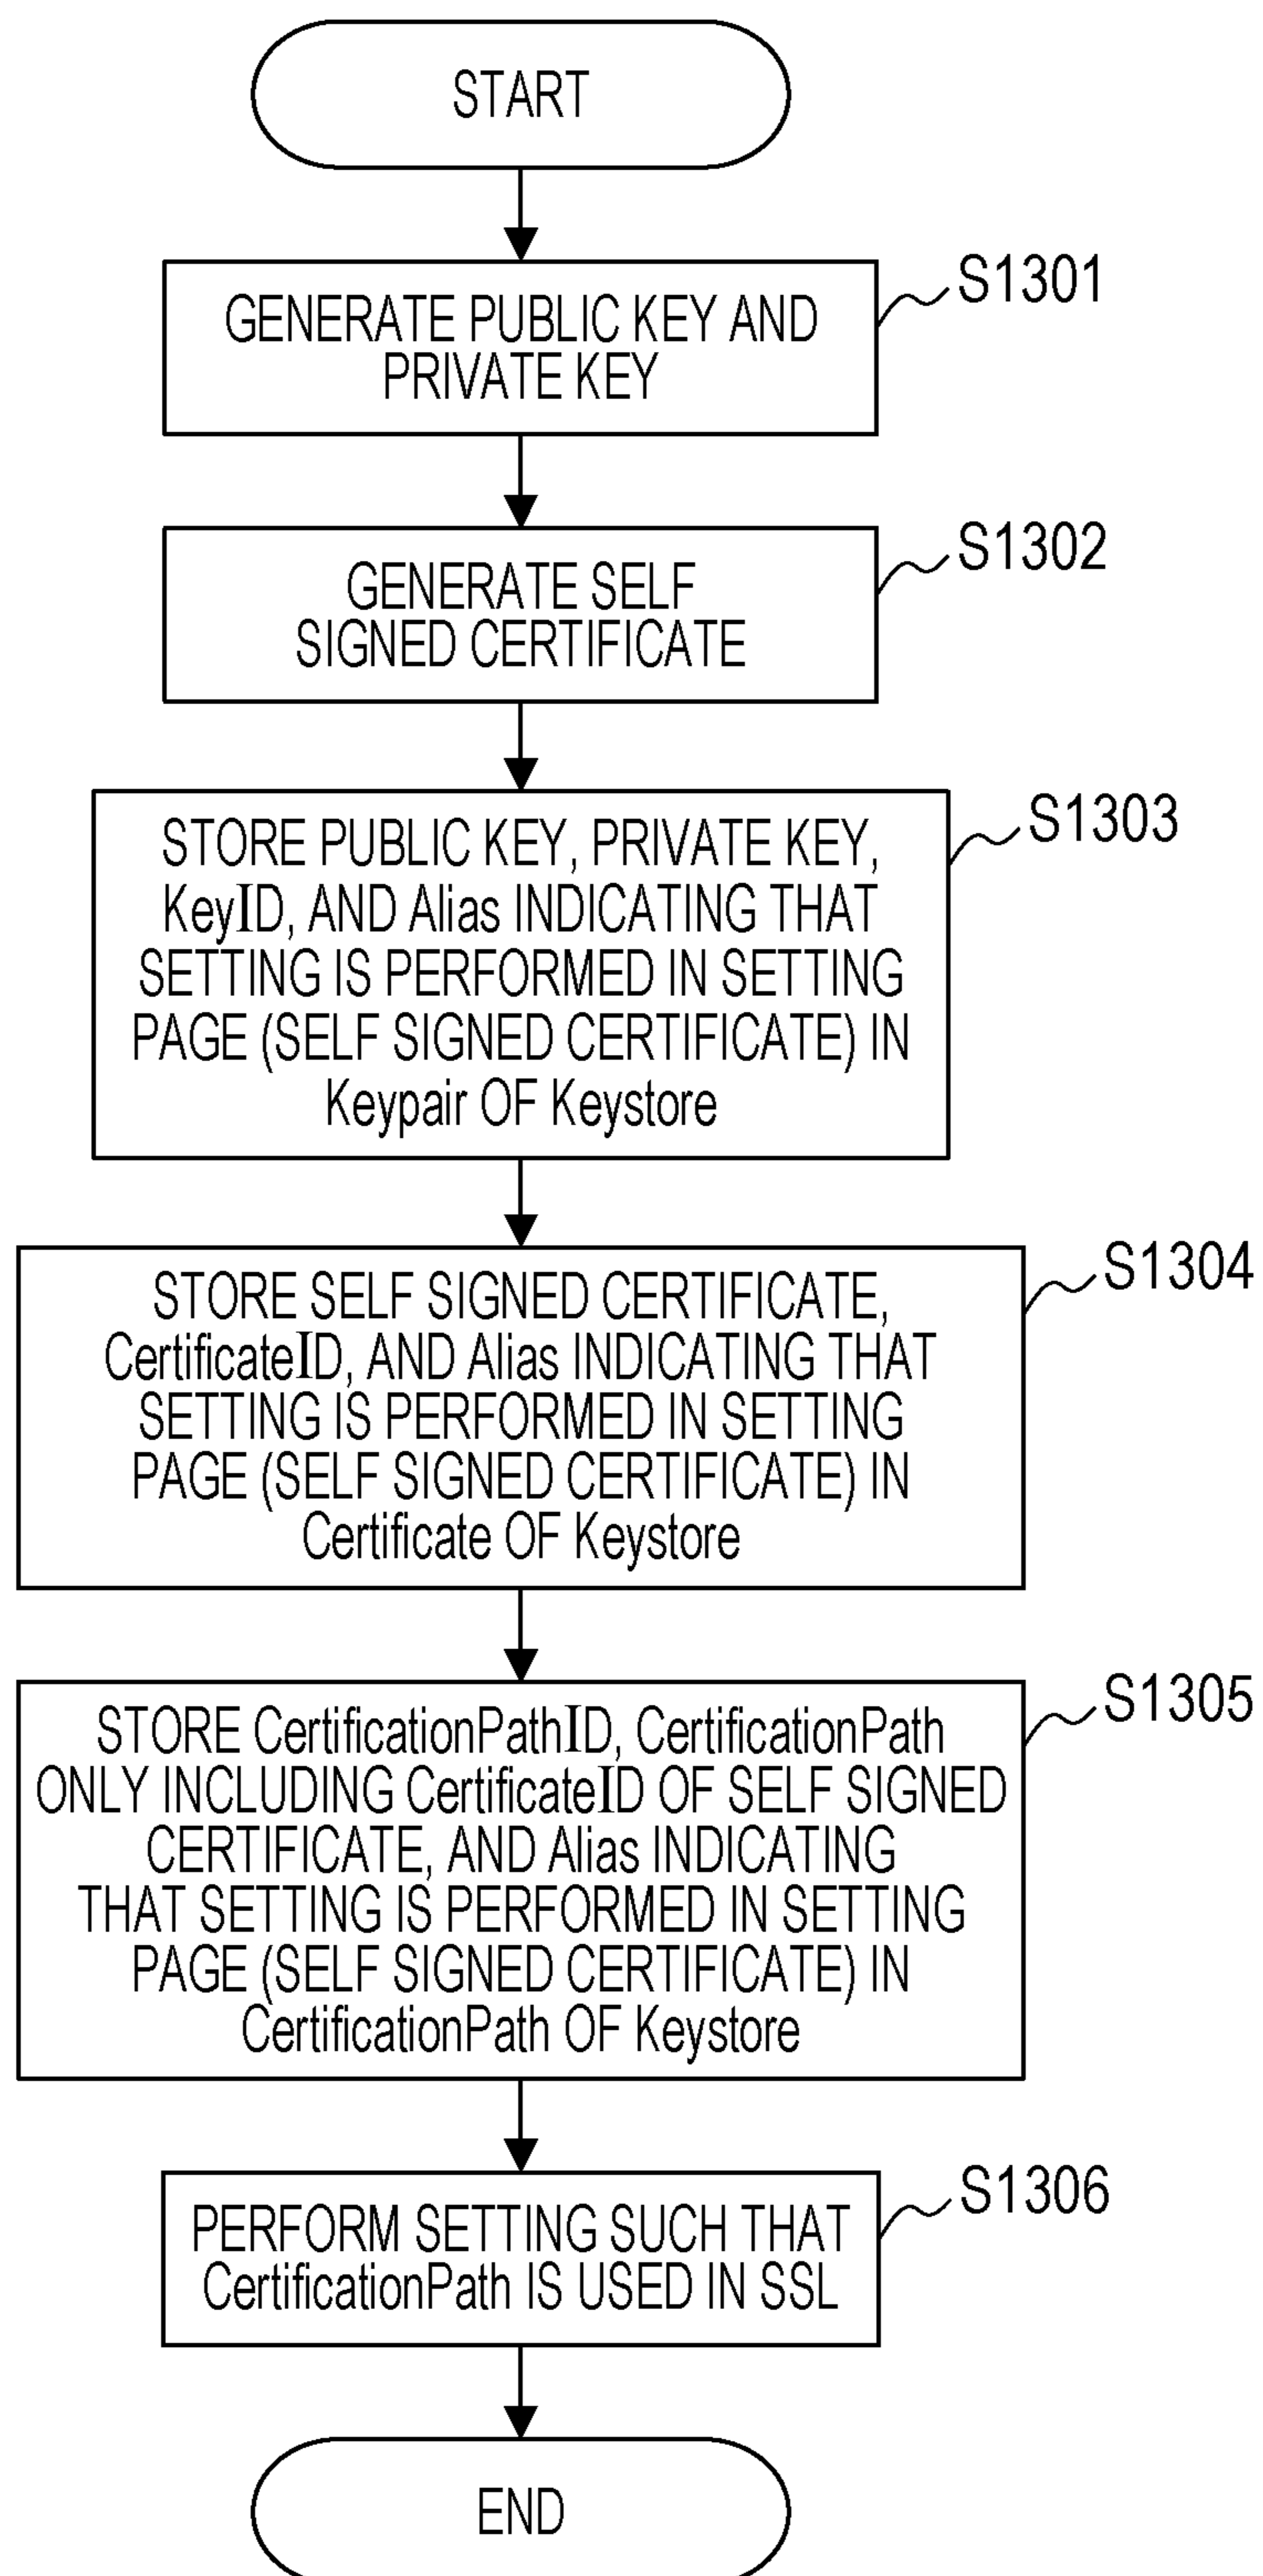 START
S1301
GENERATE PUBLIC KEY AND
PRIVATE KEY
S1302
GENERATE SELF
SIGNED CERTIFICATE
S1303
STORE PUBLIC KEY, PRIVATE KEY,
KeyID, AND Alias INDICATING THAT
SETTING IS PERFORMED IN SETTING
PAGE (SELF SIGNED CERTIFICATE) IN
Keypair OF Keystore
S1304
STORE SELF SIGNED CERTIFICATE,
CertificateID, AND Alias INDICATING THAT
SETTING IS PERFORMED IN SETTING
PAGE (SELF SIGNED CERTIFICATE) IN
Certificate OF Keystore
S1305
STORE CertificationPathID, CertificationPath
ONLY INCLUDING CertificateID OF SELF SIGNED
CERTIFICATE, AND Alias INDICATING
THAT SETTING IS PERFORMED IN SETTING
PAGE (SELF SIGNED CERTIFICATE) IN
CertificationPath OF Keystore
S1306
PERFORM SETTING SUCH THAT
CertificationPath IS USED IN SSL
END